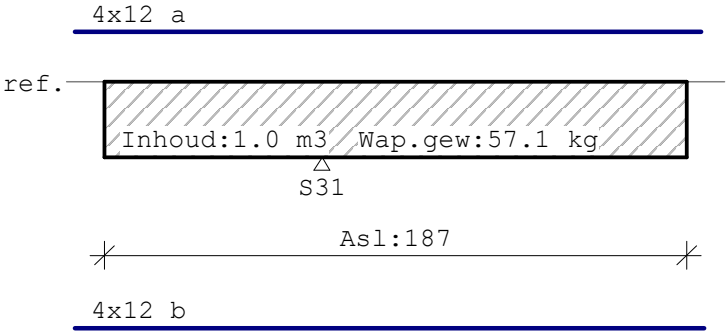 4x12 a
ref.
Inhoud:1.0 m3 Wap.gew:57.1 kg
S31
Asl:187
4x12 b